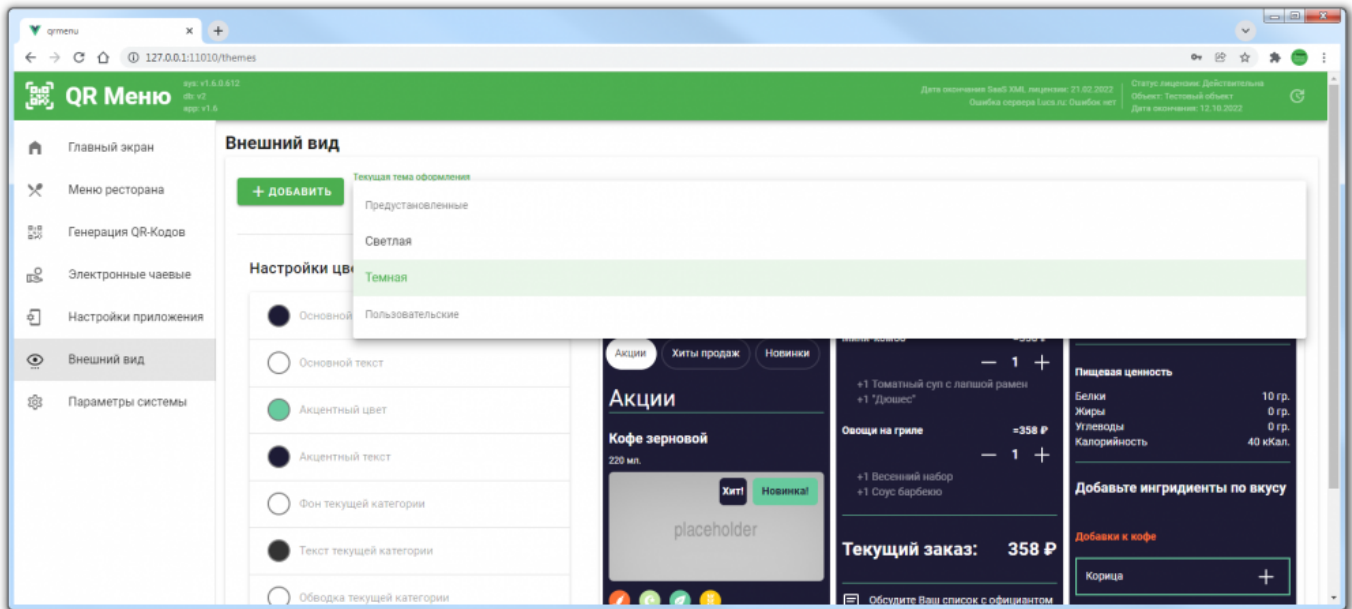 qrmenu
127.0.0.1:11010/themes
QR Меню
sys: v1.6.0.612
db: v2
app: v1.6
Дата окончания SaaS XML лицензии: 21.02.2022
Ошибка сервера l.ucs.ru: Ошибок нет
Статус лицензии: Действительна
Объект: Тестовый объект
Дата окончания: 12.10.2022
Главный экран
Меню ресторана
Генерация QR-Кодов
Электронные чаевые
Настройки приложения
Внешний вид
Параметры системы
Внешний вид
+ ДОБАВИТЬ
Текущая тема оформления
Предустановленные
Светлая
Темная
Пользовательские
Настройки цве
Основной
Основной текст
Акцентный цвет
Акцентный текст
Фон текущей категории
Текст текущей категории
Обводка текущей категории
Акции
Хиты продаж
Новинки
Акции
Кофе зерновой
220 мл.
Хит!
Новинка!
placeholder
Мини-комбо =358 ₽
— 1 +
+1 Томатный суп с лапшой рамен
+1 "Дюшес"
Овощи на гриле =358 ₽
— 1 +
+1 Весенний набор
+1 Соус барбекю
Текущий заказ: 358 ₽
Обсудите Ваш список с официантом
Пищевая ценность
Белки 10 гр.
Жиры 0 гр.
Углеводы 0 гр.
Калорийность 40 кКал.
Добавьте ингридиенты по вкусу
Добавки к кофе
Корица +